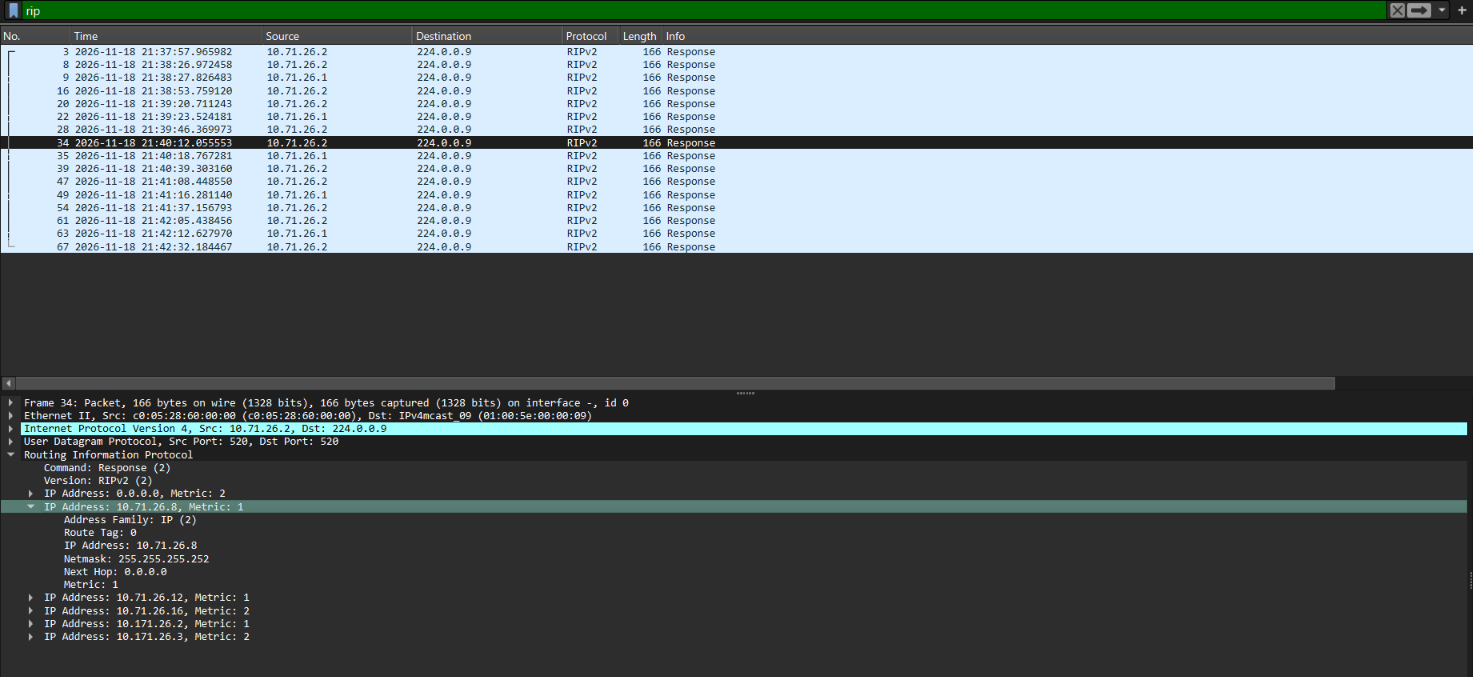 rip
No. Time Source Destination Protocol Length Info
3 2026-11-18 21:37:57.965982 10.71.26.2 224.0.0.9 RIPv2 166 Response
8 2026-11-18 21:38:26.972458 10.71.26.2 224.0.0.9 RIPv2 166 Response
9 2026-11-18 21:38:27.826483 10.71.26.1 224.0.0.9 RIPv2 166 Response
16 2026-11-18 21:38:53.759120 10.71.26.2 224.0.0.9 RIPv2 166 Response
20 2026-11-18 21:39:20.711243 10.71.26.2 224.0.0.9 RIPv2 166 Response
22 2026-11-18 21:39:23.524181 10.71.26.1 224.0.0.9 RIPv2 166 Response
28 2026-11-18 21:39:46.369973 10.71.26.2 224.0.0.9 RIPv2 166 Response
34 2026-11-18 21:40:12.055553 10.71.26.2 224.0.0.9 RIPv2 166 Response
35 2026-11-18 21:40:18.767281 10.71.26.1 224.0.0.9 RIPv2 166 Response
39 2026-11-18 21:40:39.303160 10.71.26.2 224.0.0.9 RIPv2 166 Response
47 2026-11-18 21:41:08.448550 10.71.26.2 224.0.0.9 RIPv2 166 Response
49 2026-11-18 21:41:16.281140 10.71.26.1 224.0.0.9 RIPv2 166 Response
54 2026-11-18 21:41:37.156793 10.71.26.2 224.0.0.9 RIPv2 166 Response
61 2026-11-18 21:42:05.438456 10.71.26.2 224.0.0.9 RIPv2 166 Response
63 2026-11-18 21:42:12.627970 10.71.26.1 224.0.0.9 RIPv2 166 Response
67 2026-11-18 21:42:32.184467 10.71.26.2 224.0.0.9 RIPv2 166 Response
Frame 34: Packet, 166 bytes on wire (1328 bits), 166 bytes captured (1328 bits) on interface -, id 0
Ethernet II, Src: c0:05:28:60:00:00 (c0:05:28:60:00:00), Dst: IPv4mcast_09 (01:00:5e:00:00:09)
Internet Protocol Version 4, Src: 10.71.26.2, Dst: 224.0.0.9
User Datagram Protocol, Src Port: 520, Dst Port: 520
Routing Information Protocol
Command: Response (2)
Version: RIPv2 (2)
IP Address: 0.0.0.0, Metric: 2
IP Address: 10.71.26.8, Metric: 1
Address Family: IP (2)
Route Tag: 0
IP Address: 10.71.26.8
Netmask: 255.255.255.252
Next Hop: 0.0.0.0
Metric: 1
IP Address: 10.71.26.12, Metric: 1
IP Address: 10.71.26.16, Metric: 2
IP Address: 10.171.26.2, Metric: 1
IP Address: 10.171.26.3, Metric: 2